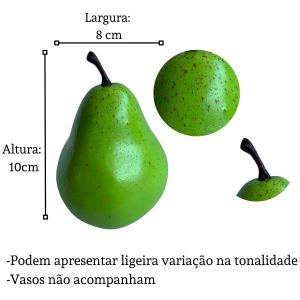 Largura:
8 cm
Altura:
10cm
-Podem apresentar ligeira variação na tonalidade
-Vasos não acompanham